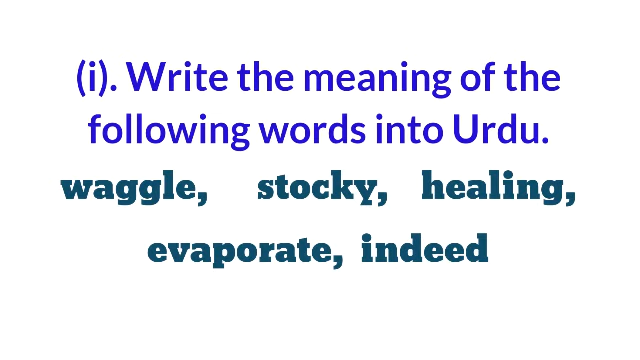 (i). Write the meaning of the
following words into Urdu.
waggle, stocky, healing,
evaporate, indeed